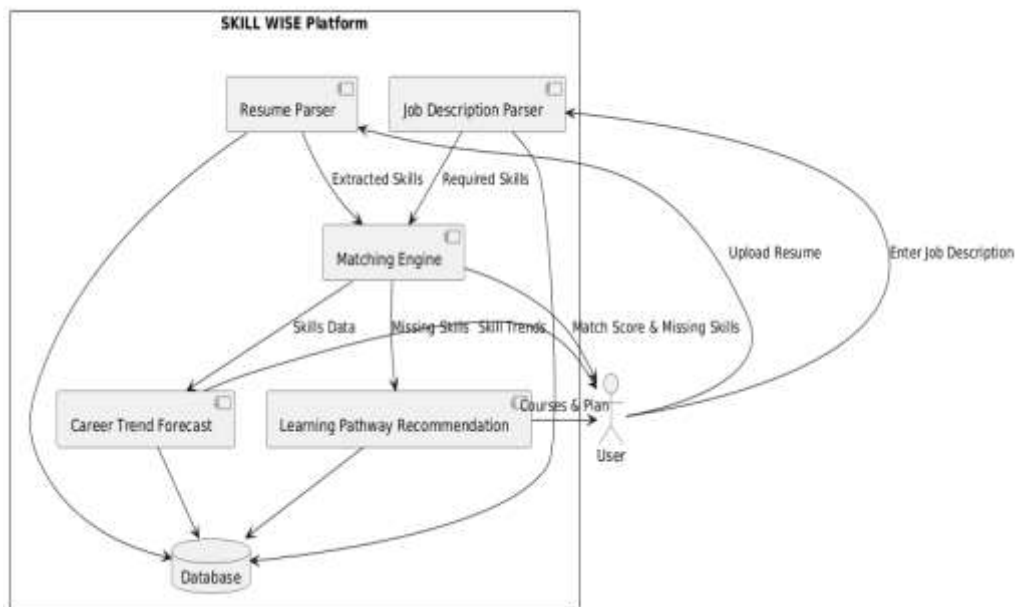 SKILL WISE Platform
Resume Parser
Job Description Parser
Extracted Skills
Required Skills
Matching Engine
Upload Resume
Enter Job Description
Skills Data
Missing Skills
Skill Trends
Match Score & Missing Skills
Career Trend Forecast
Learning Pathway Recommendation
Courses & Plan
User
Database